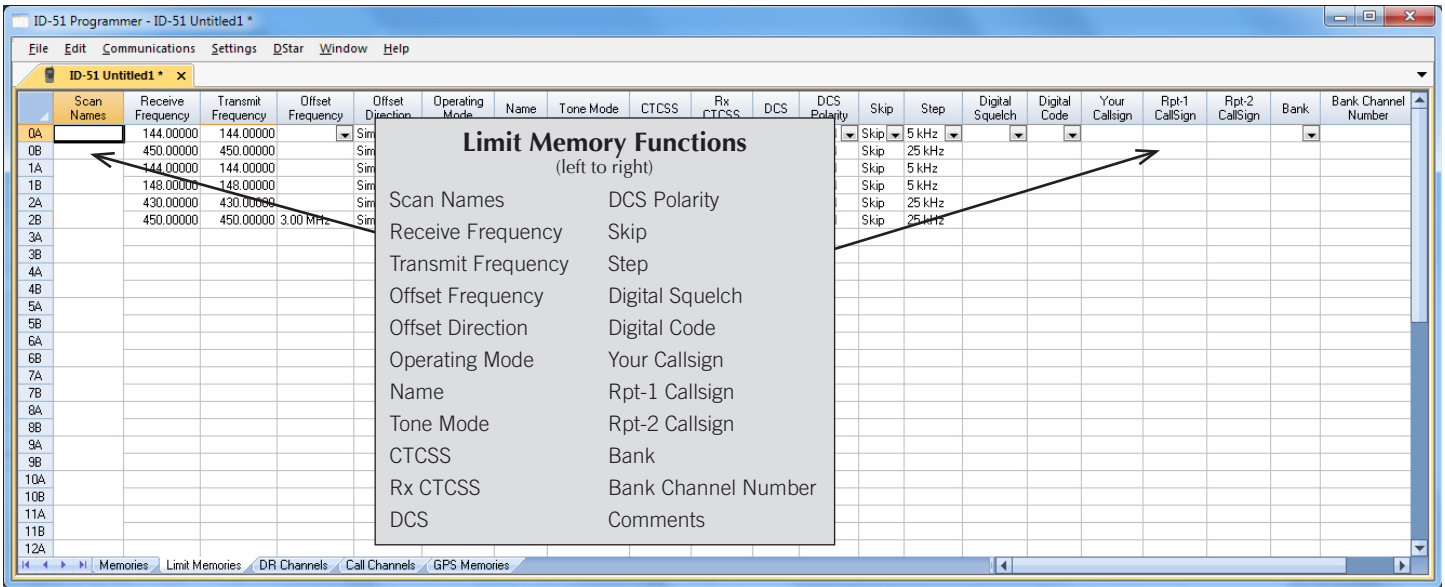 ID-51 Programmer - ID-51 Untitled1 *
File Edit Communications Settings DStar Window Help
ID-51 Untitled1 * x
Scan Names Receive Frequency Transmit Frequency Offset Frequency Offset Direction Operating Mode Name Tone Mode CTCSS Rx CTCSS DCS DCS Polarity Skip Step Digital Squelch Digital Code Your Callsign Rpt-1 CallSign Rpt-2 CallSign Bank Bank Channel Number
0A 144.00000 144.00000 Sim Skip 5 kHz
0B 450.00000 450.00000 Sim Skip 25 kHz
1A 144.00000 144.00000 Sim Skip 5 kHz
1B 148.00000 148.00000 Sim Skip 5 kHz
2A 430.00000 430.00000 Sim Skip 25 kHz
2B 450.00000 450.00000 3.00 MHz Sim Skip 25 kHz
3A
3B
4A
4B
5A
5B
6A
6B
7A
7B
8A
8B
9A
9B
10A
10B
11A
11B
12A
Limit Memory Functions
(left to right)
Scan Names DCS Polarity
Receive Frequency Skip
Transmit Frequency Step
Offset Frequency Digital Squelch
Offset Direction Digital Code
Operating Mode Your Callsign
Name Rpt-1 Callsign
Tone Mode Rpt-2 Callsign
CTCSS Bank
Rx CTCSS Bank Channel Number
DCS Comments
Memories Limit Memories DR Channels Call Channels GPS Memories